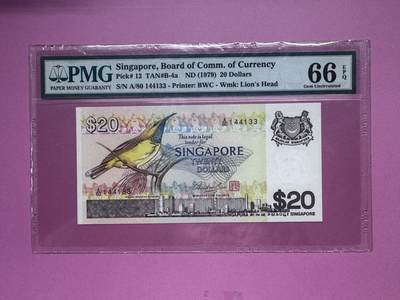 PMG
PAPER MONEY GUARANTY
Singapore, Board of Comm. of Currency
Pick# 12 TAN#B-4a ND (1979) 20 Dollars
S/N A/80 144133 - Printer: BWC - Wmk: Lion's Head
66 EPQ
Gem Uncirculated
$20
A/80 144133
This note is legal
tender for
SINGAPORE
TWENTY
DOLLARS
A/80 144133
$20